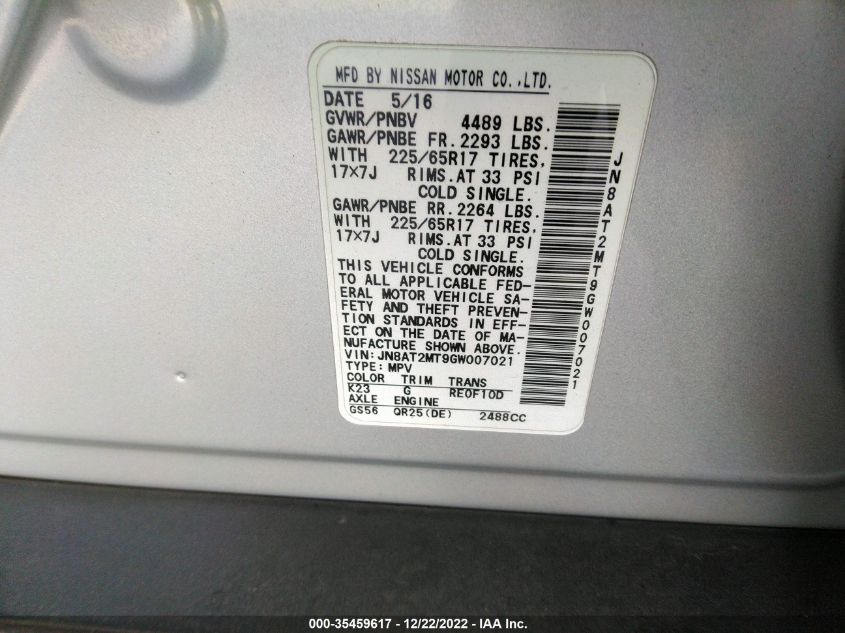 MFD BY NISSAN MOTOR CO.,LTD.
DATE 5/16
GVWR/PNBV 4489 LBS.
GAWR/PNBE FR. 2293 LBS.
WITH 225/65R17 TIRES,
17×7J RIMS. AT 33 PSI
COLD SINGLE.
GAWR/PNBE RR. 2264 LBS.
WITH 225/65R17 TIRES,
17×7J RIMS. AT 33 PSI
COLD SINGLE.
THIS VEHICLE CONFORMS
TO ALL APPLICABLE FED-
ERAL MOTOR VEHICLE SA-
FETY AND THEFT PREVEN-
TION STANDARDS IN EFF-
ECT ON THE DATE OF MA-
NUFACTURE SHOWN ABOVE.
VIN: JN8AT2MT9GW007021
TYPE: MPV
COLOR TRIM TRANS
K23 G RE0F10D
AXLE ENGINE
GS56 QR25(DE) 2488CC
JN8AT2MT9GW007021
000-35459617 - 12/22/2022 - IAA Inc.